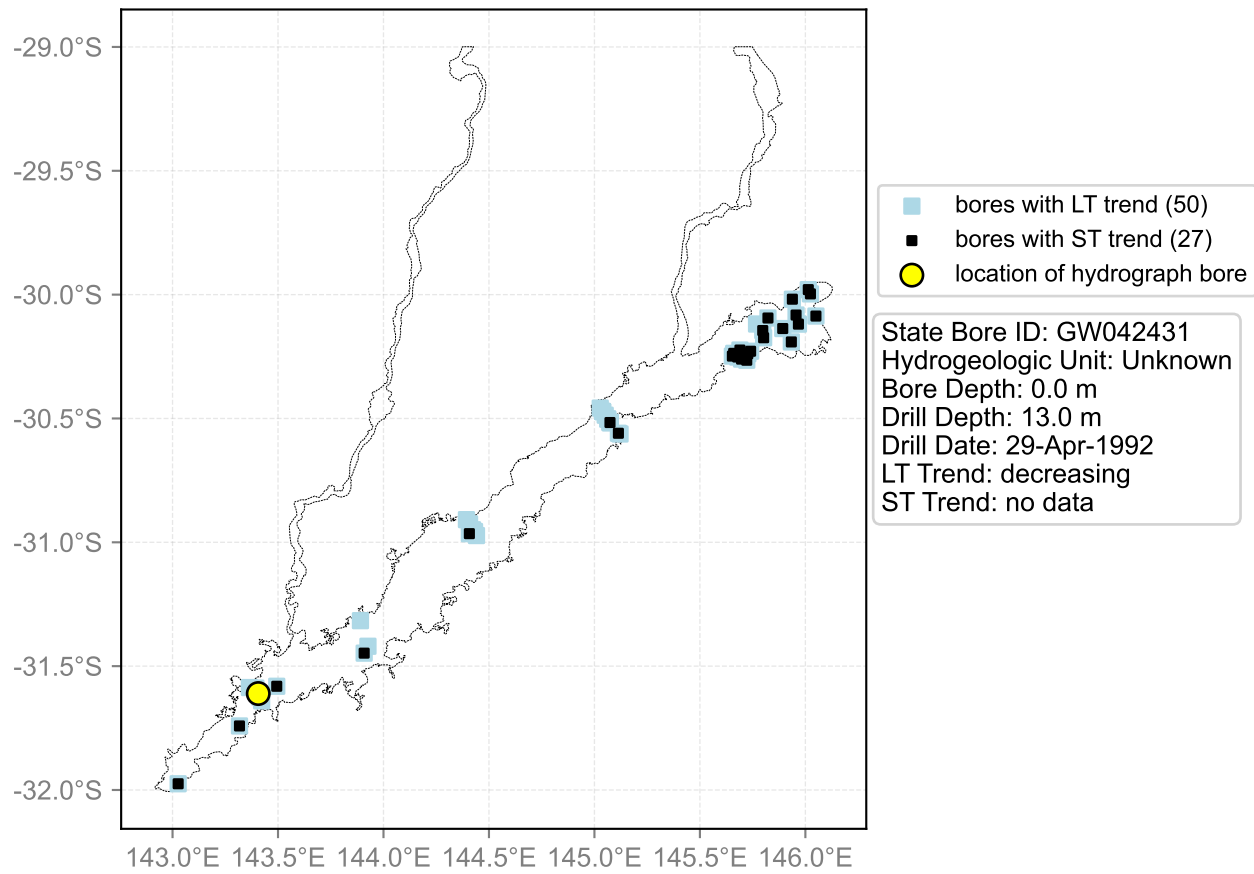 -29.0°S
-29.5°S
-30.0°S
-30.5°S
-31.0°S
-31.5°S
-32.0°S
143.0°E 143.5°E 144.0°E 144.5°E 145.0°E 145.5°E 146.0°E
bores with LT trend (50)
bores with ST trend (27)
location of hydrograph bore
State Bore ID: GW042431
Hydrogeologic Unit: Unknown
Bore Depth: 0.0 m
Drill Depth: 13.0 m
Drill Date: 29-Apr-1992
LT Trend: decreasing
ST Trend: no data